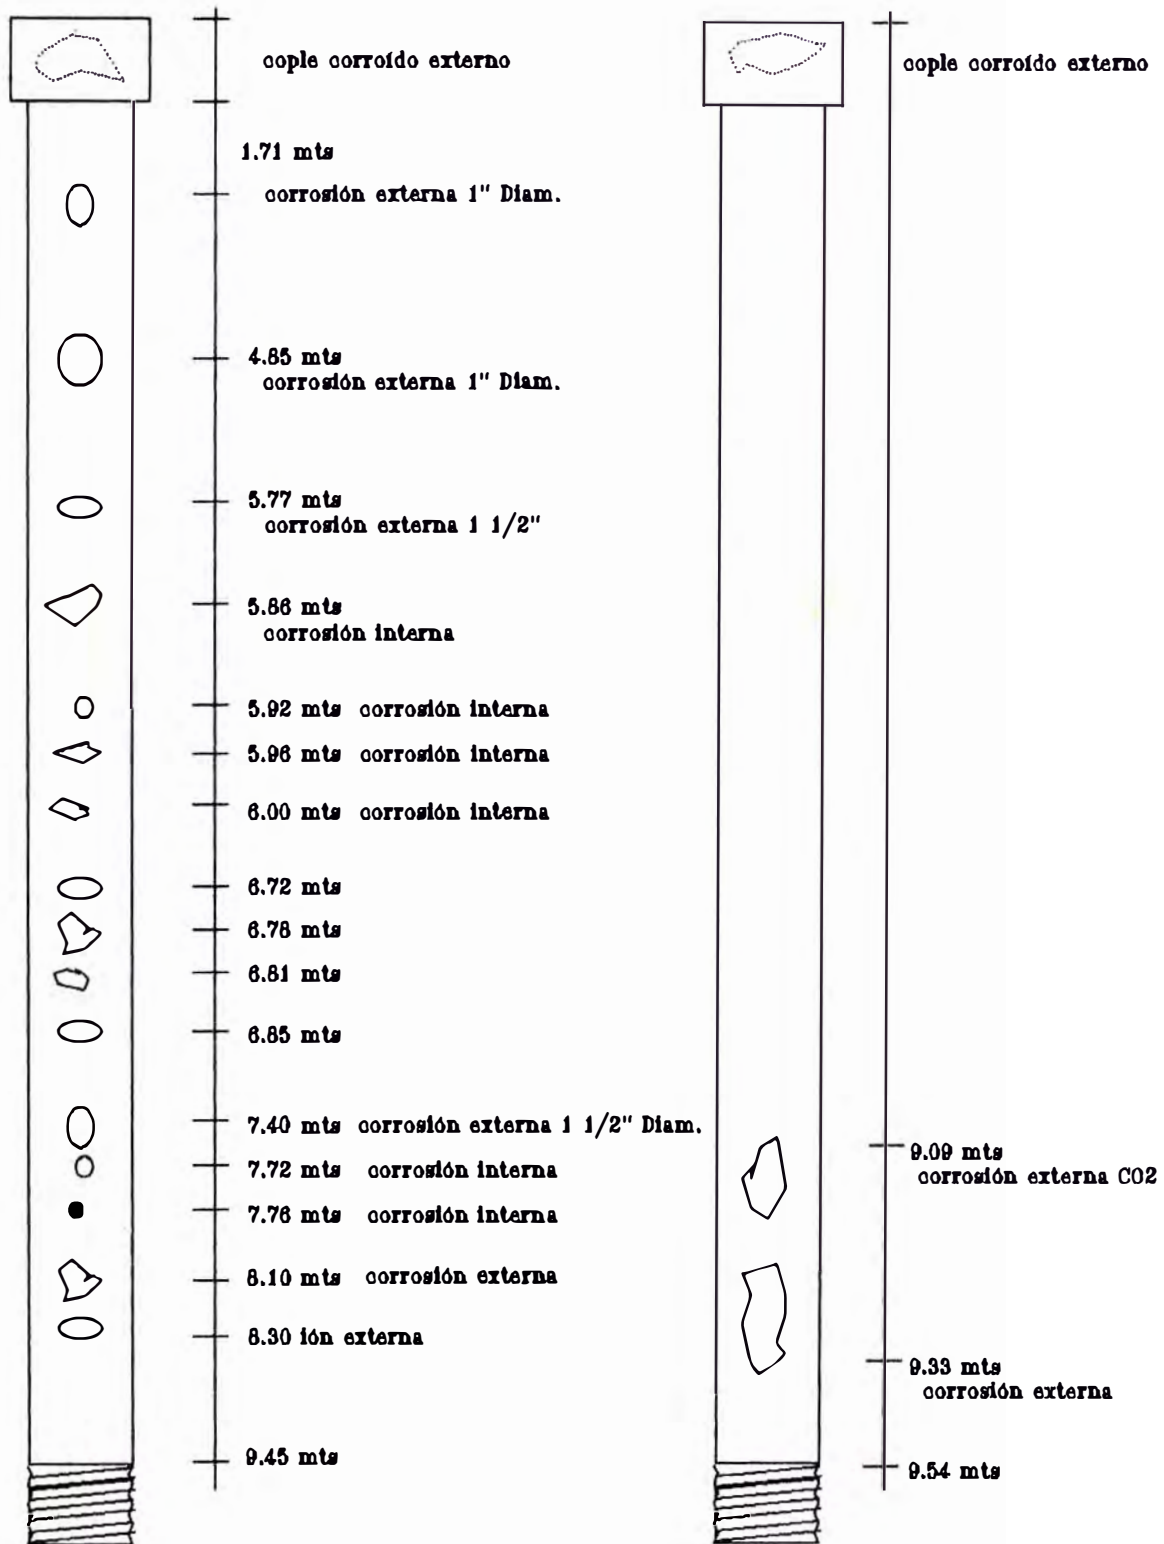 cople corroído externo
1.71 mts
corrosión externa 1" Diam.
4.85 mts
corrosión externa 1" Diam.
5.77 mts
corrosión externa 1 1/2"
5.86 mts
corrosión interna
5.92 mts corrosión interna
5.96 mts corrosión interna
6.00 mts corrosión interna
6.72 mts
6.78 mts
6.81 mts
6.85 mts
7.40 mts corrosión externa 1 1/2" Diam.
7.72 mts corrosión interna
7.76 mts corrosión interna
8.10 mts corrosión externa
8.30 ión externa
9.45 mts
cople corroído externo
9.09 mts
corrosión externa CO2
9.33 mts
corrosión externa
9.54 mts